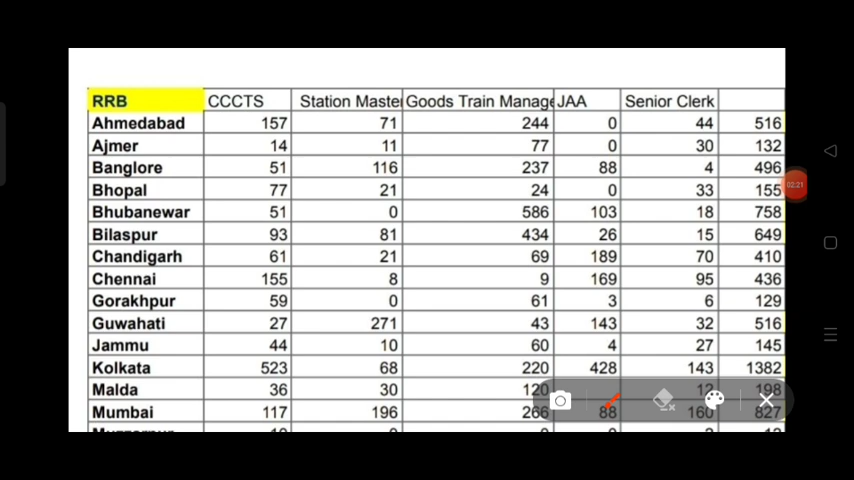 RRB CCCTS Station Maste Goods Train Manage JAA Senior Clerk
Ahmedabad 157 71 244 0 44 516
Ajmer 14 11 77 0 30 132
Banglore 51 116 237 88 4 496
Bhopal 77 21 24 0 33 155
02:21
Bhubanewar 51 0 586 103 18 758
Bilaspur 93 81 434 26 15 649
Chandigarh 61 21 69 189 70 410
Chennai 155 8 9 169 95 436
Gorakhpur 59 0 61 3 6 129
Guwahati 27 271 43 143 32 516
Jammu 44 10 60 4 27 145
Kolkata 523 68 220 428 143 1382
Malda 36 30 120 12 198
Mumbai 117 196 266 88 160 827